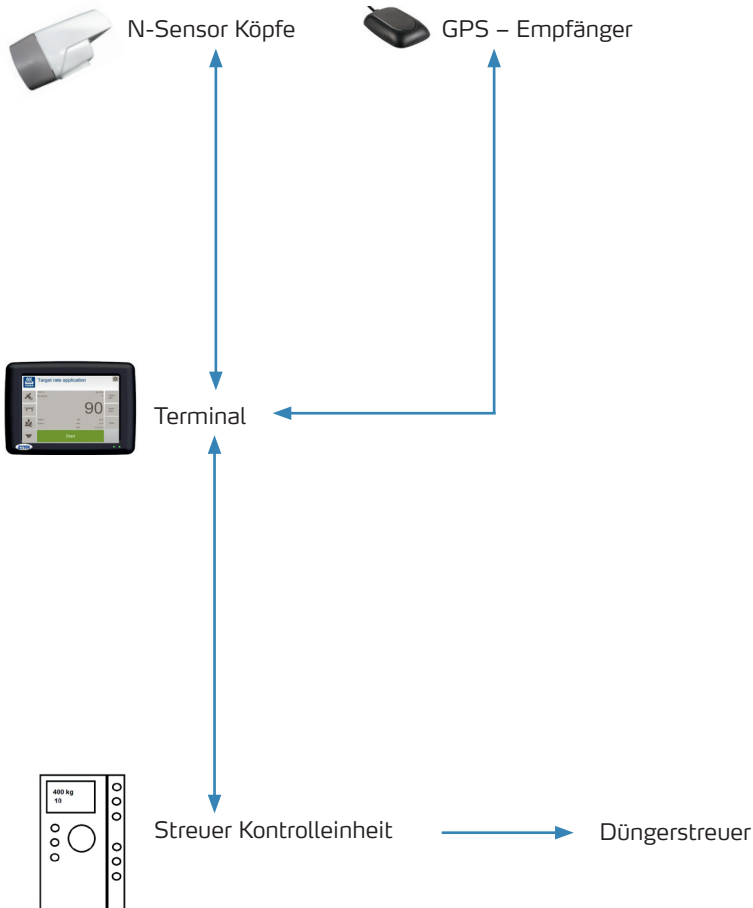 N-Sensor Köpfe
GPS – Empfänger
Target rate application
90
Start
Terminal
400 kg
10
Streuer Kontrolleinheit
Düngerstreuer